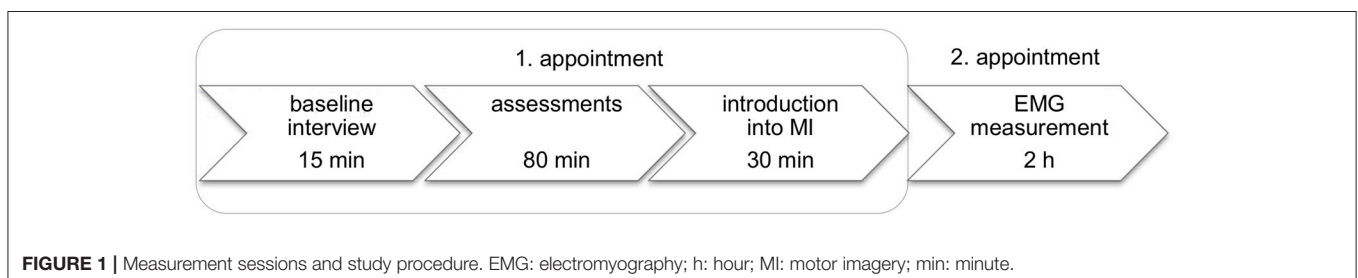 1. appointment
2. appointment
baseline
interview
15 min
assessments
80 min
introduction
into MI
30 min
EMG
measurement
2 h
FIGURE 1 | Measurement sessions and study procedure. EMG: electromyography; h: hour; MI: motor imagery; min: minute.